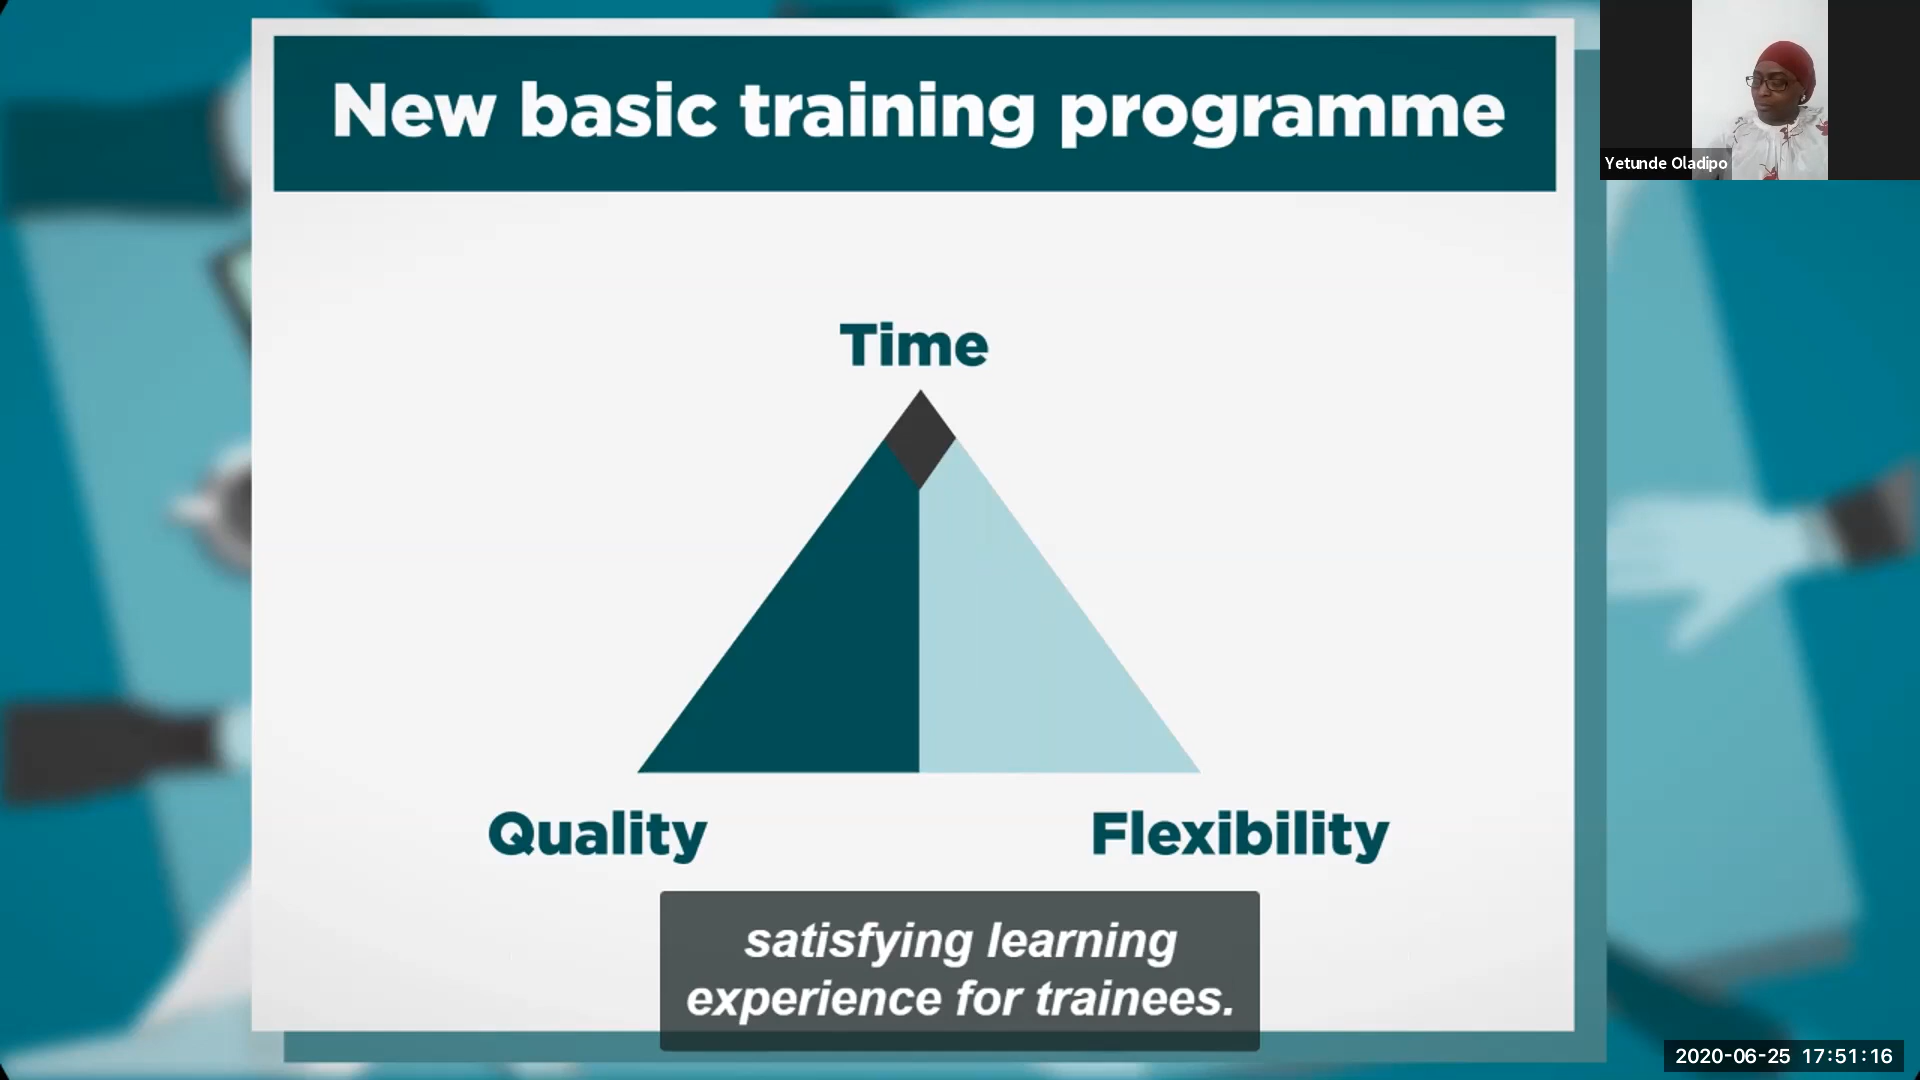 New basic training programme
Yetunde Oladipo
Time
Quality
Flexibility
satisfying learning
experience for trainees.
2020-06-25 17:51:16